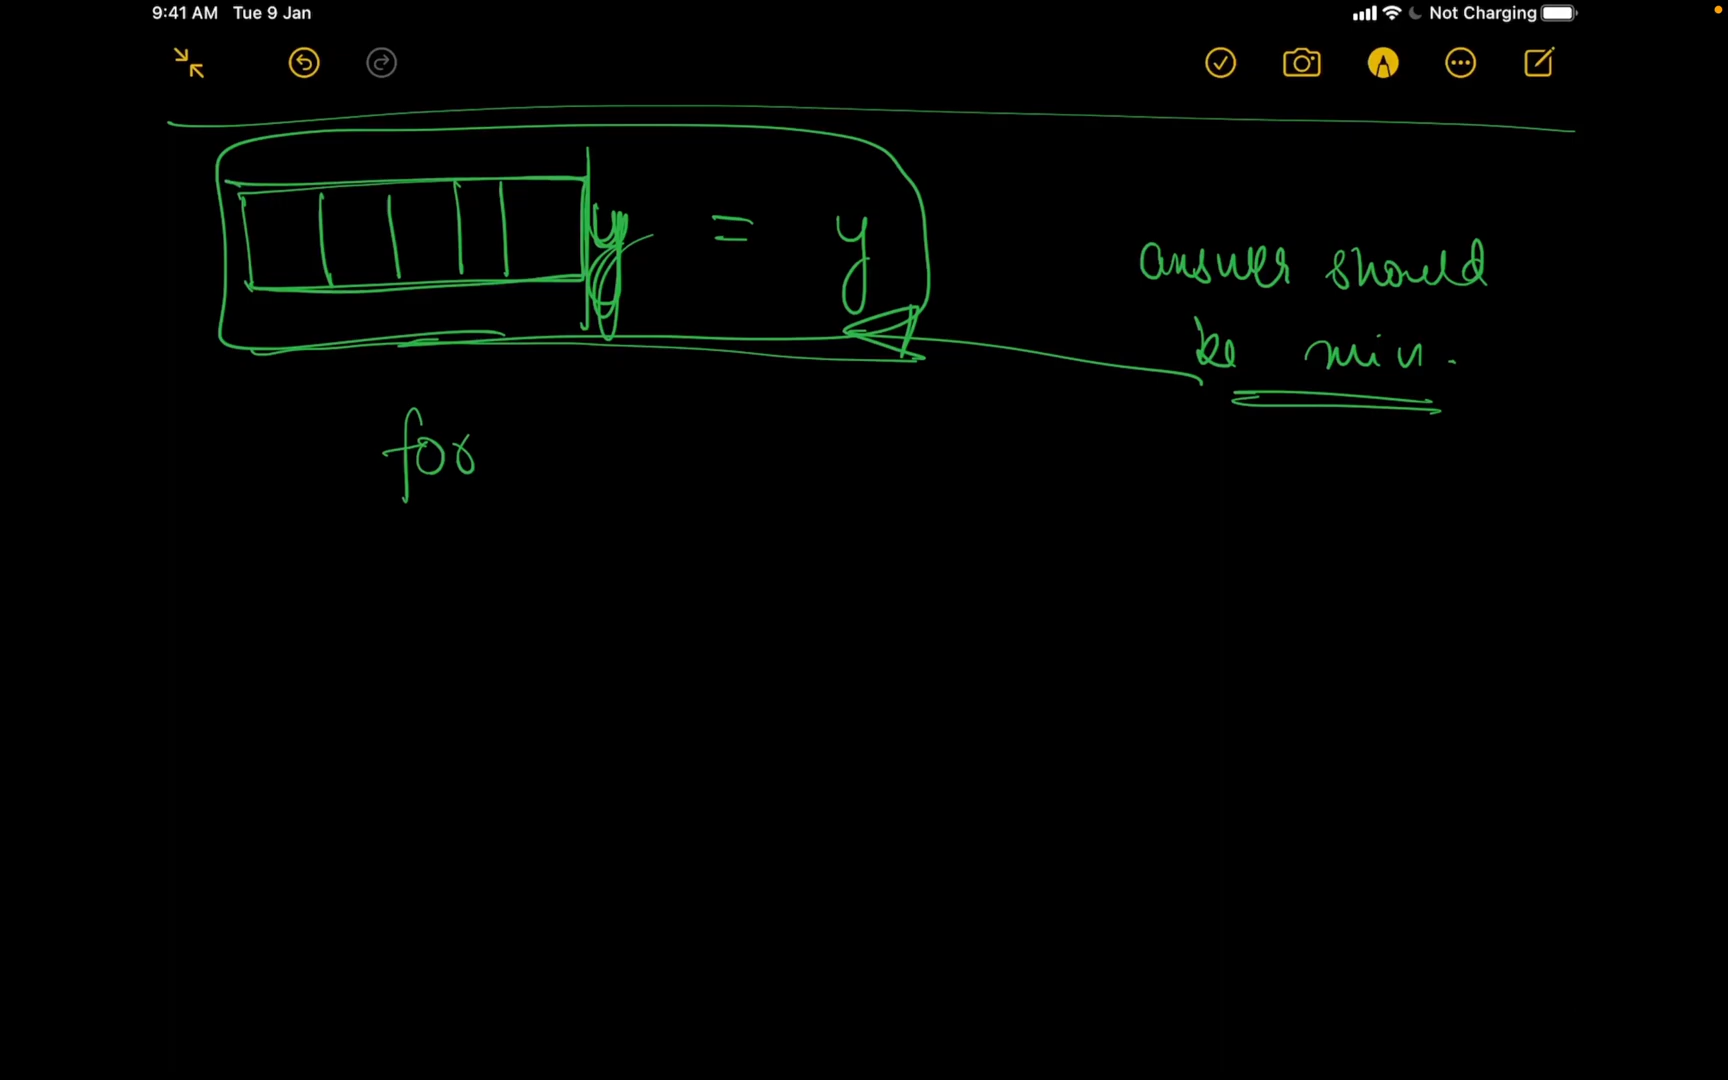 9:41 AM Tue 9 Jan
Not Charging
y = y
answer should
be min.
for